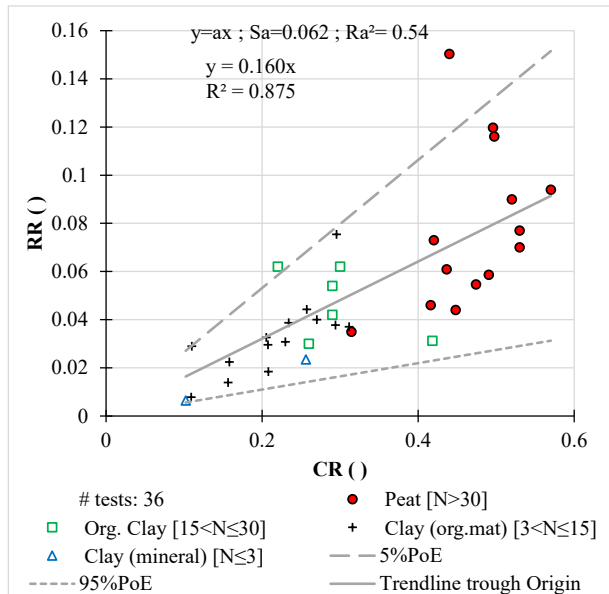 y=ax ; Sa=0.062 ; Ra²= 0.54
y = 0.160x
R² = 0.875
0.16
0.14
0.12
0.1
0.08
0.06
0.04
0.02
0
RR ( )
0 0.2 0.4 0.6
CR ( )
# tests: 36
Peat [N>30]
Org. Clay [15<N≤30]
Clay (org.mat) [3<N≤15]
Clay (mineral) [N≤3]
5%PoE
95%PoE
Trendline trough Origin